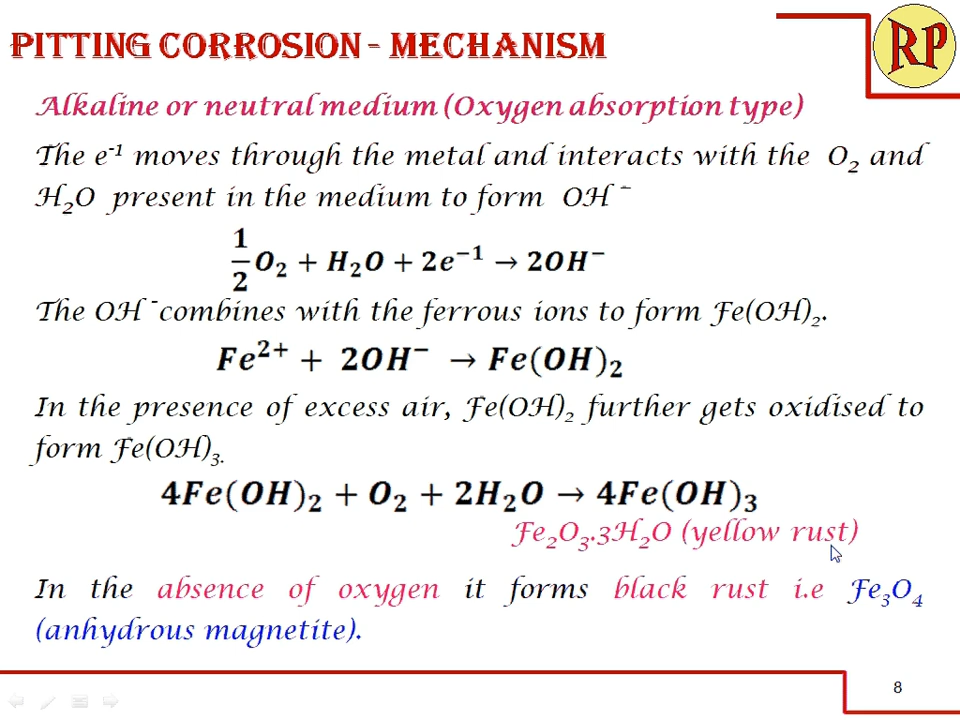 PITTING CORROSION - MECHANISM
RP
Alkaline or neutral medium (Oxygen absorption type)
The e⁻¹ moves through the metal and interacts with the O₂ and
H₂O present in the medium to form OH⁻
1/2 O₂ + H₂O + 2e⁻¹ → 2OH⁻
The OH⁻ combines with the ferrous ions to form Fe(OH)₂.
Fe²⁺ + 2OH⁻ → Fe(OH)₂
In the presence of excess air, Fe(OH)₂ further gets oxidised to
form Fe(OH)₃.
4Fe(OH)₂ + O₂ + 2H₂O → 4Fe(OH)₃
Fe₂O₃.3H₂O (yellow rust)
In the absence of oxygen it forms black rust i.e Fe₃O₄
(anhydrous magnetite).
8